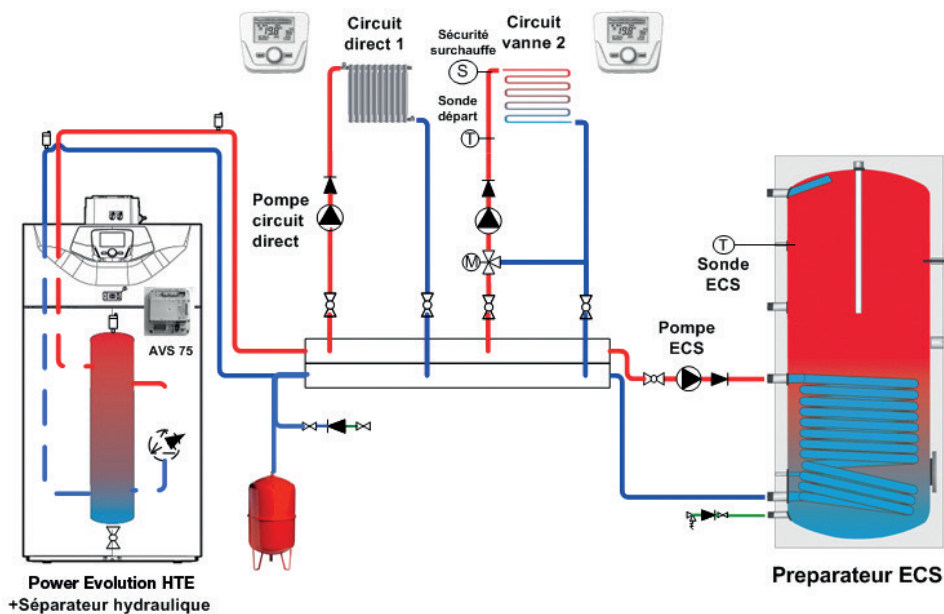 Circuit
direct 1
Sécurité
surchauffe
Circuit
vanne 2
S
Sonde
départ
T
Pompe
circuit
direct
M
T
Sonde
ECS
AVS 75
Pompe
ECS
Power Evolution HTE
+Séparateur hydraulique
Preparateur ECS